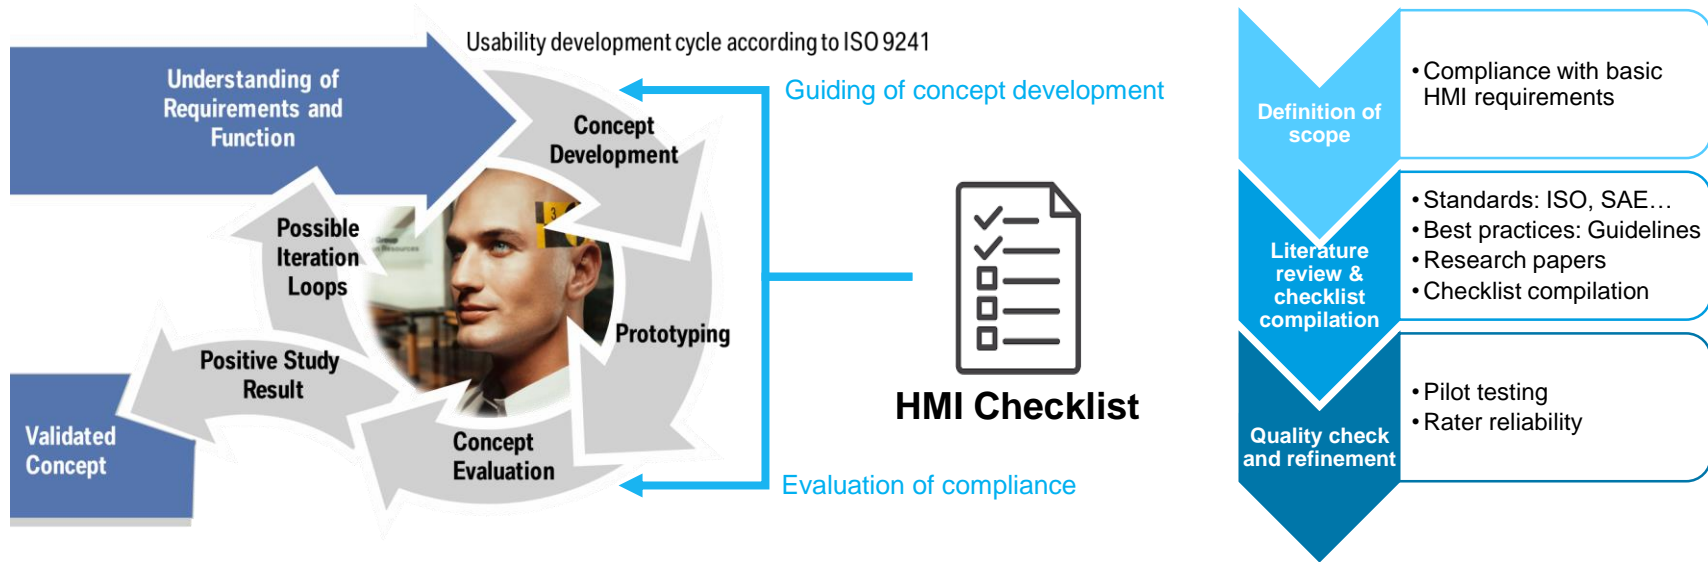 Usability development cycle according to ISO 9241
Understanding of
Requirements and
Function
Concept
Development
Prototyping
Concept
Evaluation
Positive Study
Result
Possible
Iteration
Loops
Validated
Concept
3
Group
Resources
Guiding of concept development
HMI Checklist
Evaluation of compliance
Definition of
scope
• Compliance with basic
HMI requirements
Literature
review &
checklist
compilation
• Standards: ISO, SAE…
• Best practices: Guidelines
• Research papers
• Checklist compilation
Quality check
and refinement
• Pilot testing
• Rater reliability